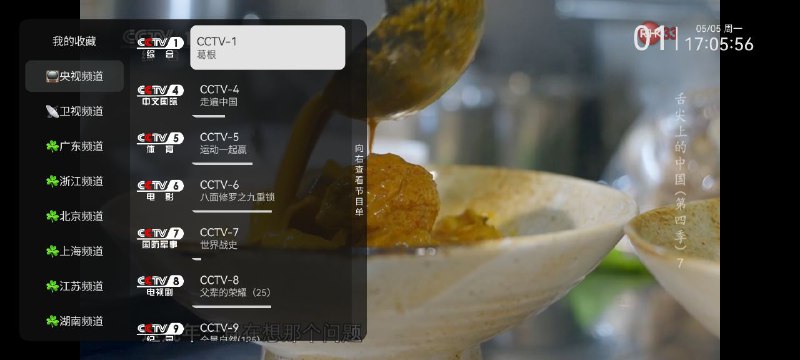 我的收藏
央视频道
卫视频道
广东频道
浙江频道
北京频道
上海频道
江苏频道
湖南频道
CCTV 1
综合
CCTV-1
葛根
CCTV 4
中文国际
CCTV-4
走遍中国
CCTV 5
体育
CCTV-5
运动一起赢
CCTV 6
电影
CCTV-6
八面修罗之九重锁
CCTV 7
国防军事
CCTV-7
世界战史
CCTV 8
电视剧
CCTV-8
父辈的荣耀（25）
CCTV 9
CCTV-9
向右查看节目单
01
05/05 周一
17:05:56
舌尖上的中国（第四季）7
在想那个问题